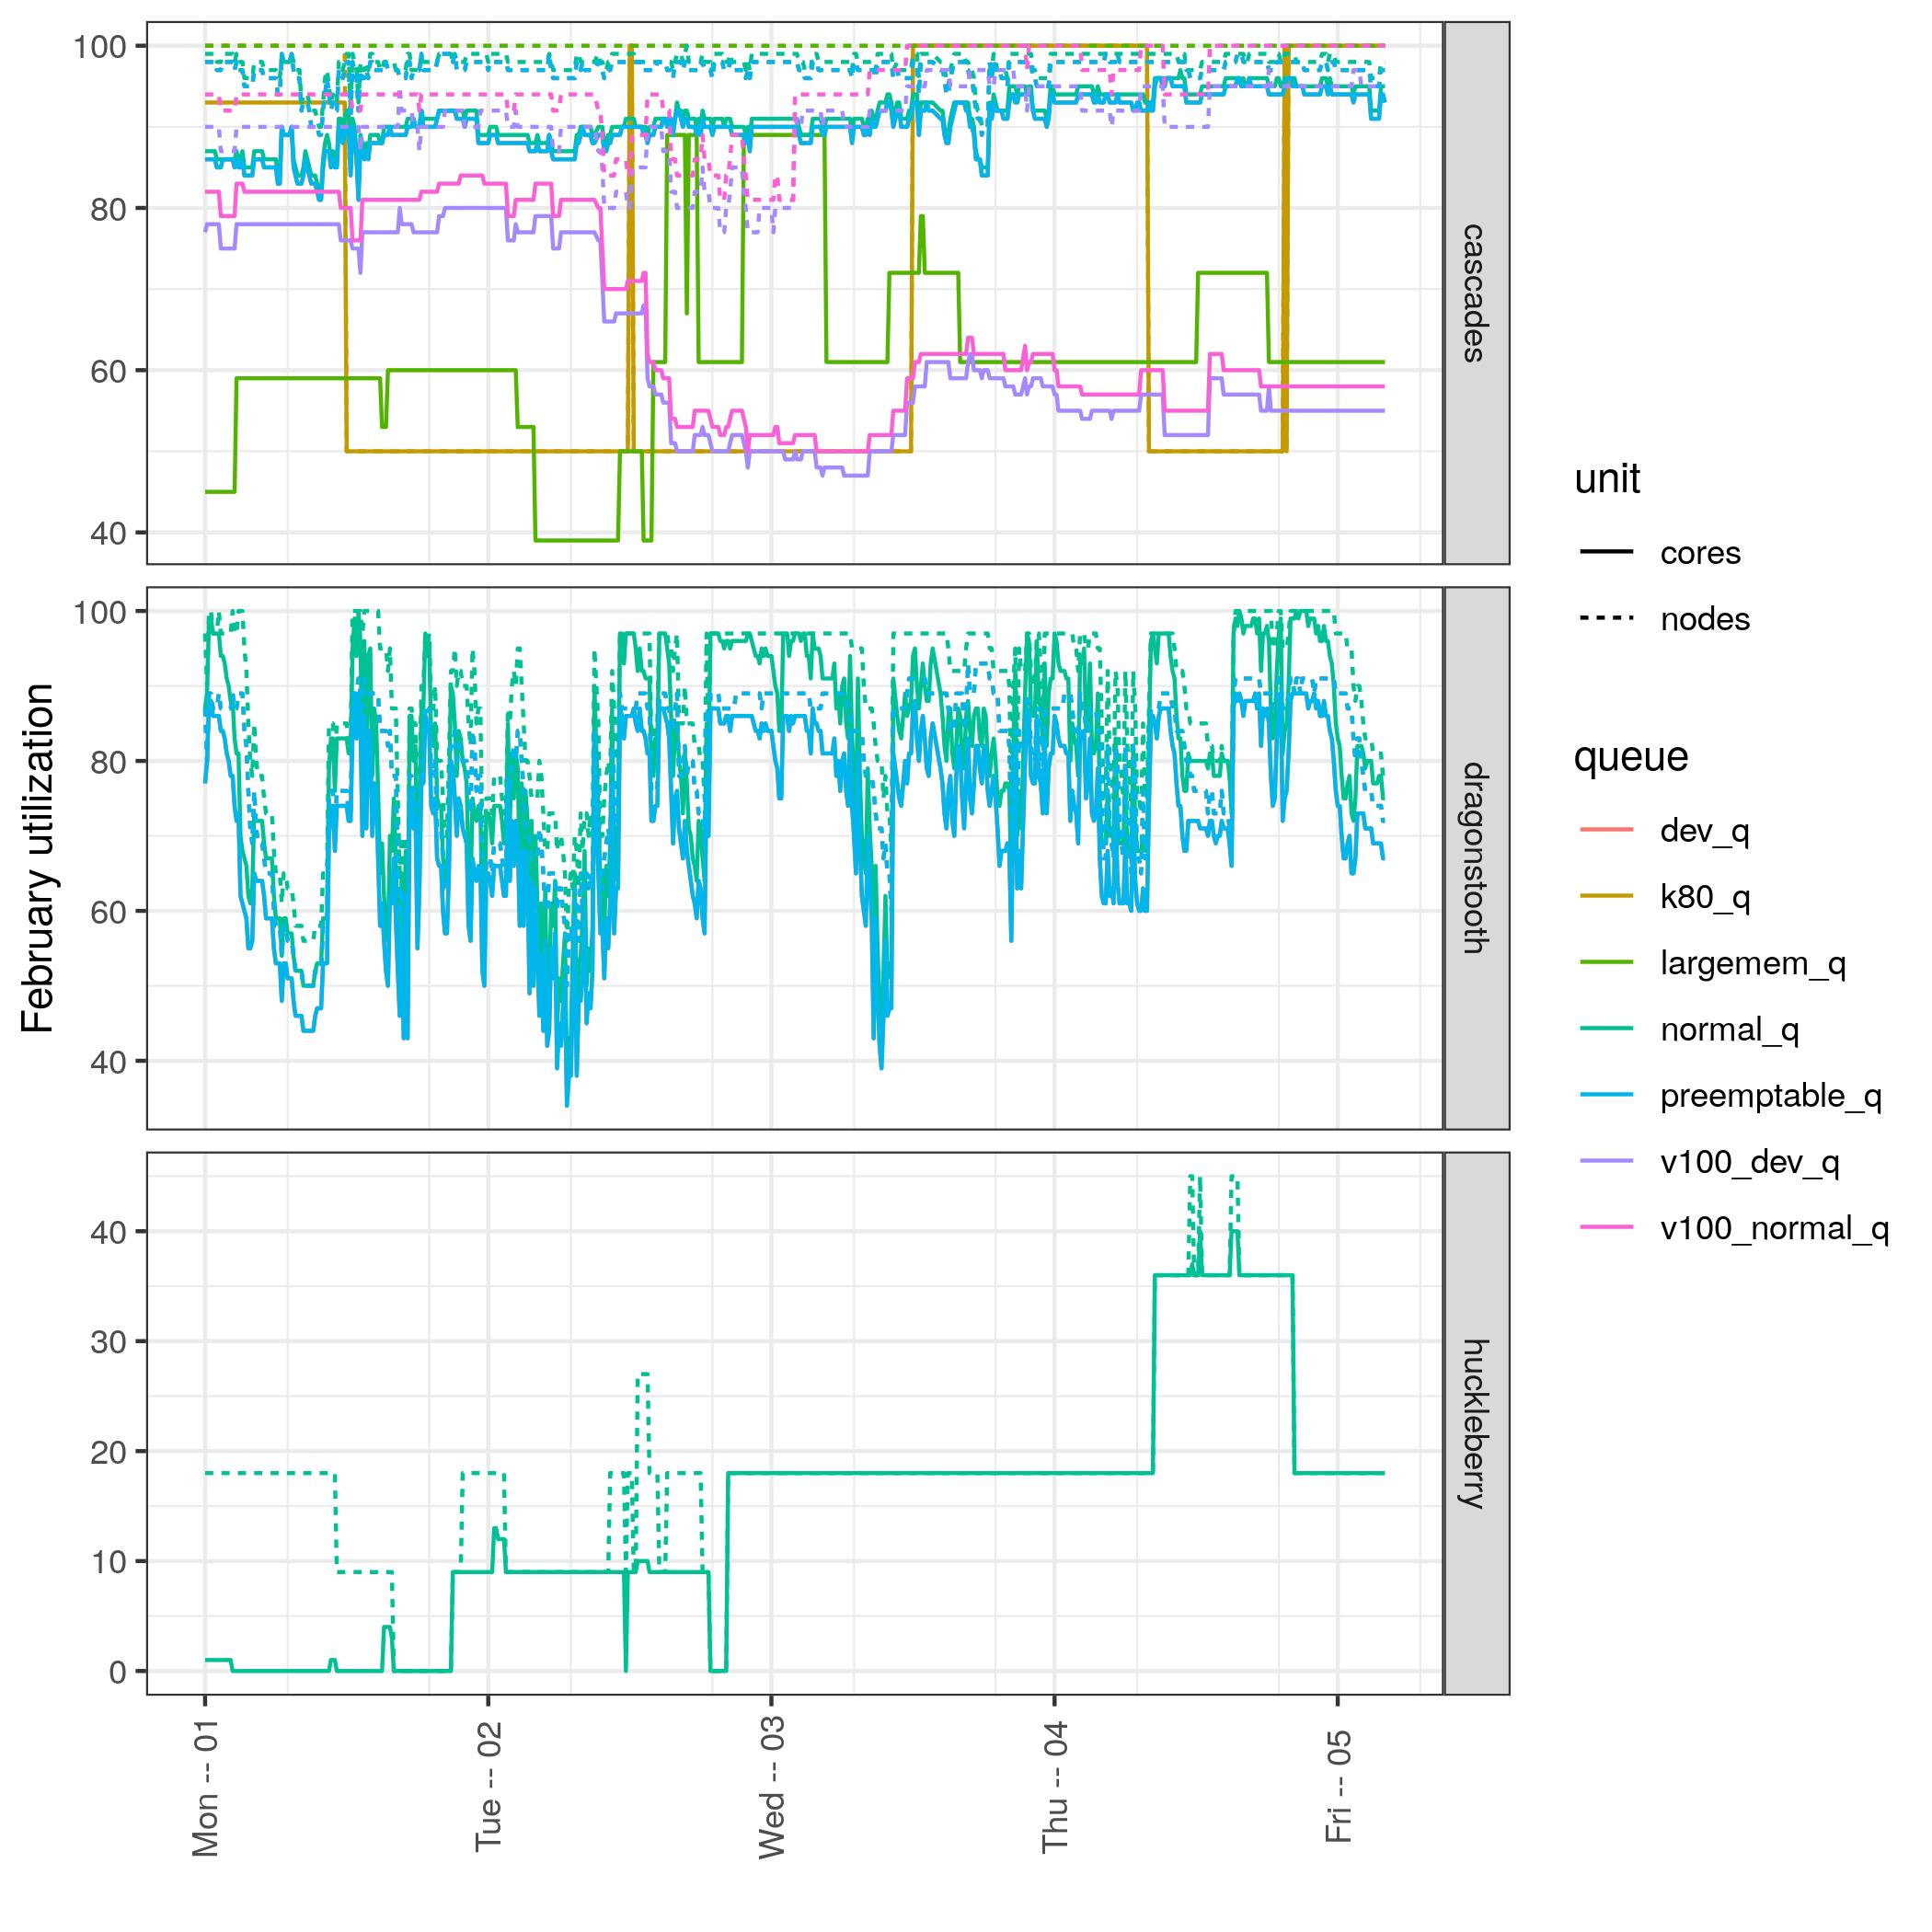 February utilization
100
80
60
40
cascades
100
80
60
40
dragonstooth
40
30
20
10
0
huckleberry
Mon -- 01
Tue -- 02
Wed -- 03
Thu -- 04
Fri -- 05
unit
cores
nodes
queue
dev_q
k80_q
largemem_q
normal_q
preemptable_q
v100_dev_q
v100_normal_q